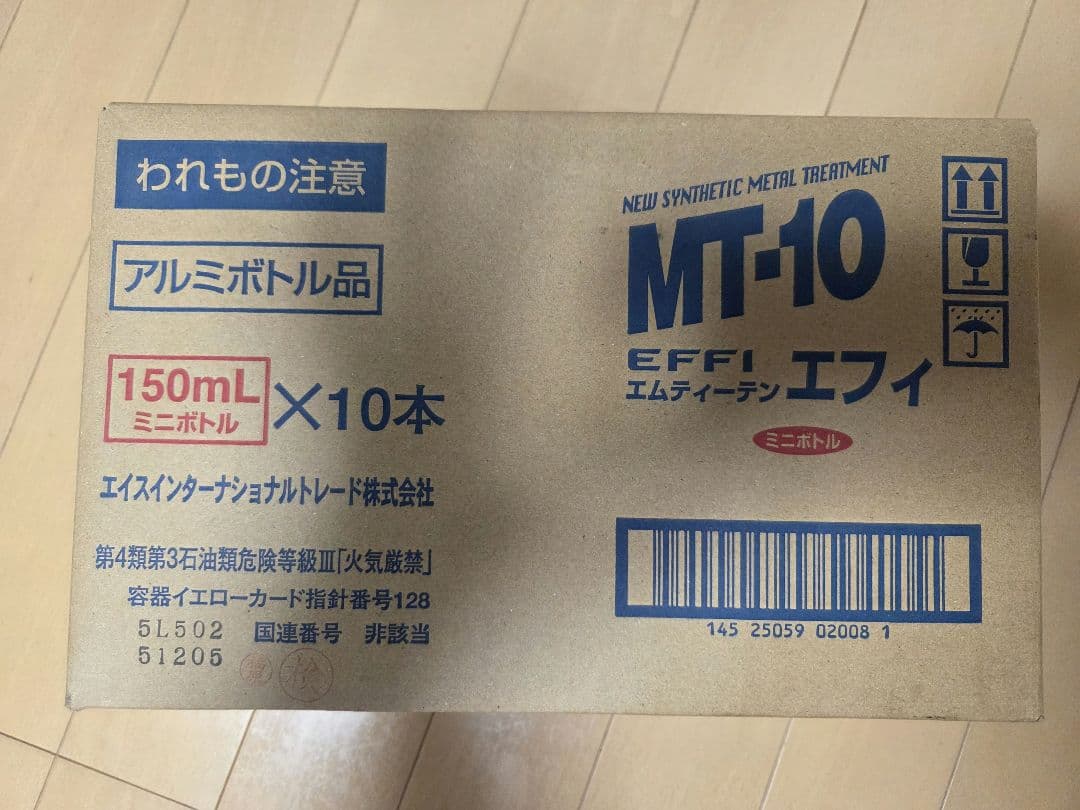 われもの注意
アルミボトル品
150mL
ミニボトル
×10本
エイスインターナショナルトレード株式会社
第4類第3石油類危険等級Ⅲ「火気厳禁」
容器イエローカード指針番号128
5L502 国連番号 非該当
51205
検
NEW SYNTHETIC METAL TREATMENT
MT-10
EFFI
エムティーテン エフィ
ミニボトル
145 25059 02008 1